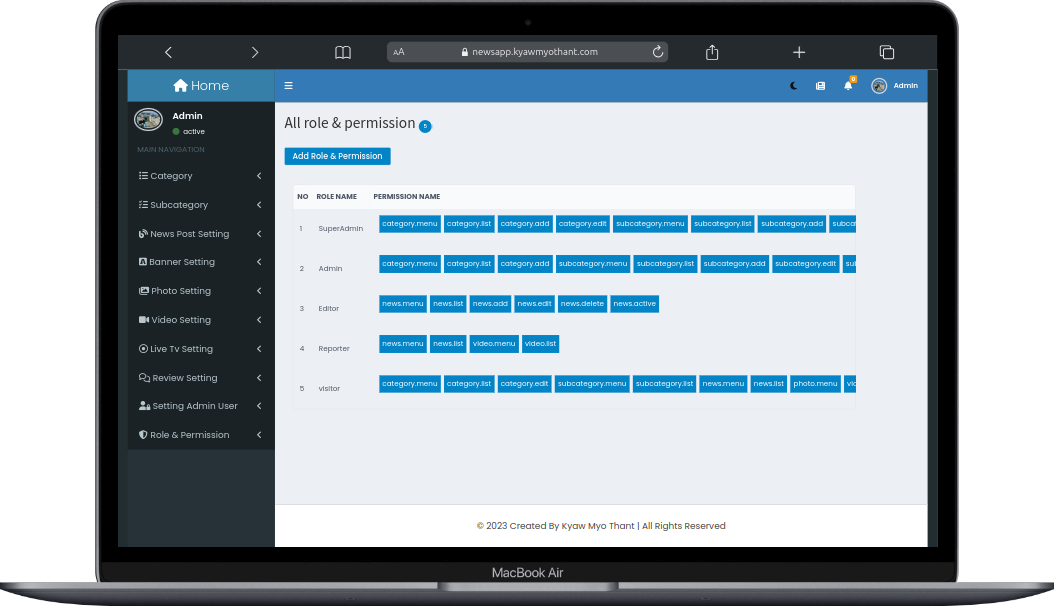 AA newsapp.kyawmyothant.com
Home
0
Admin
Admin
active
MAIN NAVIGATION
Category
Subcategory
News Post Setting
Banner Setting
Photo Setting
Video Setting
Live Tv Setting
Review Setting
Setting Admin User
Role & Permission
All role & permission 5
Add Role & Permission
NO ROLE NAME PERMISSION NAME
1 SuperAdmin category.menu category.list category.add category.edit subcategory.menu subcategory.list subcategory.add subca
2 Admin category.menu category.list category.add subcategory.menu subcategory.list subcategory.add subcategory.edit sul
3 Editor news.menu news.list news.add news.edit news.delete news.active
4 Reporter news.menu news.list video.menu video.list
5 visitor category.menu category.list category.edit subcategory.menu subcategory.list news.menu news.list photo.menu vid
© 2023 Created By Kyaw Myo Thant | All Rights Reserved
MacBook Air